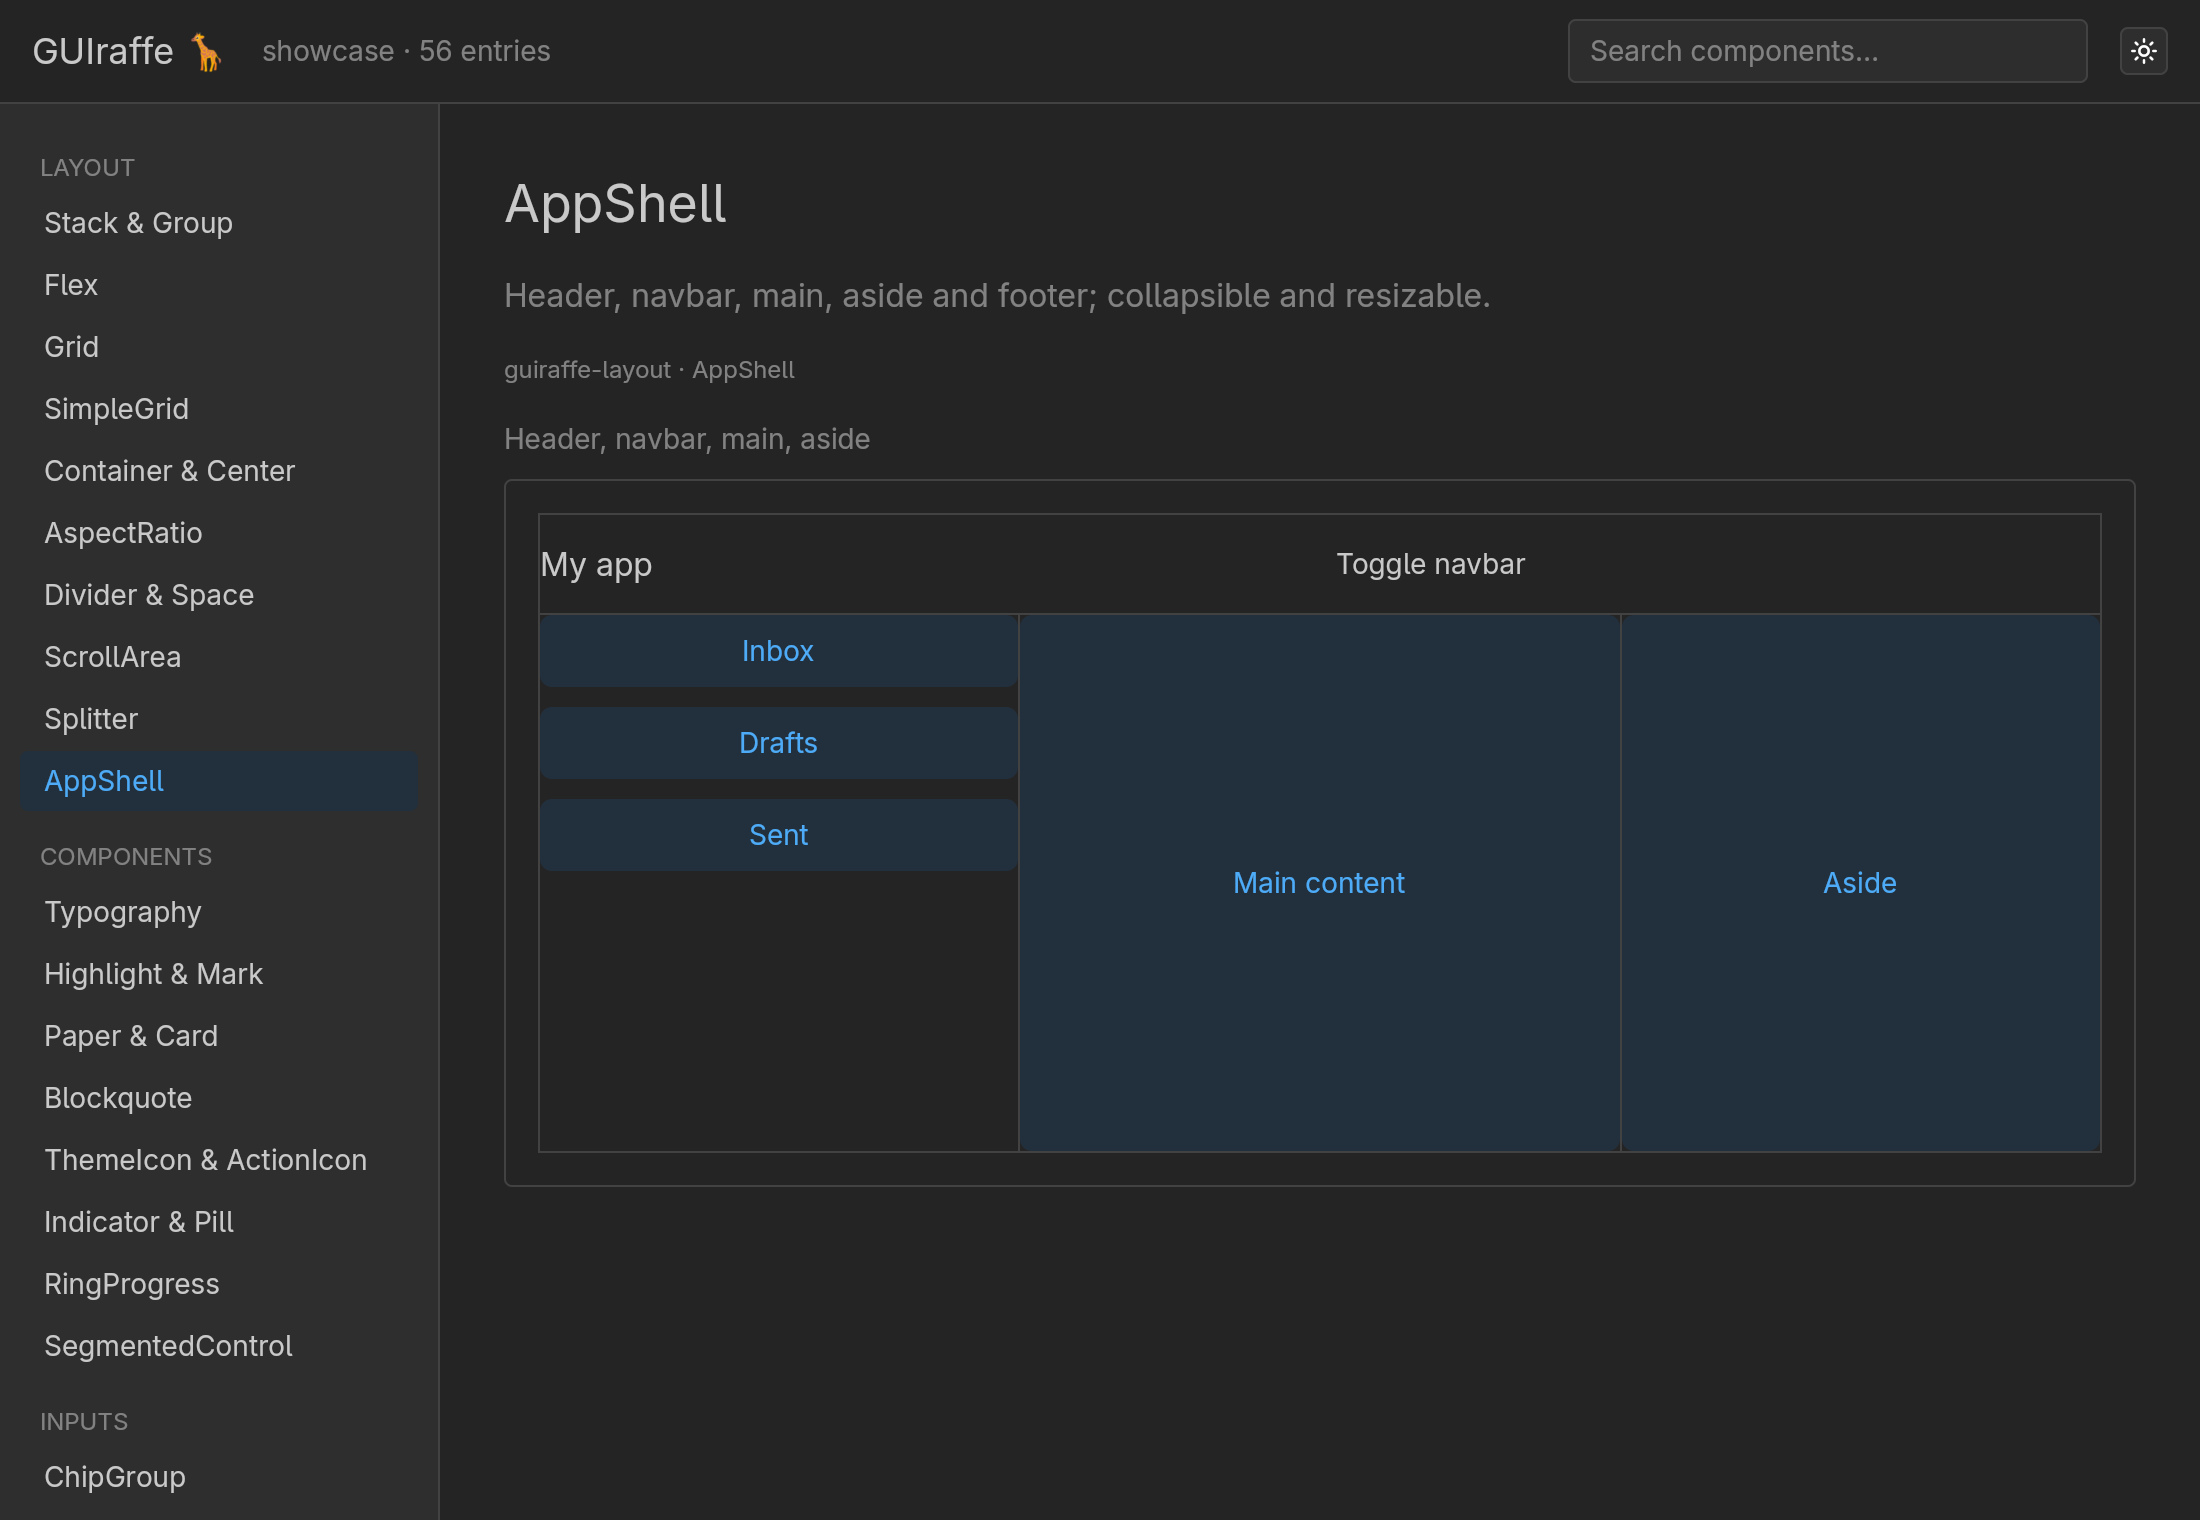 GUIraffe 🦒 showcase · 56 entries
Search components...
LAYOUT
Stack & Group
Flex
Grid
SimpleGrid
Container & Center
AspectRatio
Divider & Space
ScrollArea
Splitter
AppShell
COMPONENTS
Typography
Highlight & Mark
Paper & Card
Blockquote
ThemeIcon & ActionIcon
Indicator & Pill
RingProgress
SegmentedControl
INPUTS
ChipGroup
AppShell
Header, navbar, main, aside and footer; collapsible and resizable.
guiraffe-layout · AppShell
Header, navbar, main, aside
My app
Toggle navbar
Inbox
Drafts
Sent
Main content
Aside